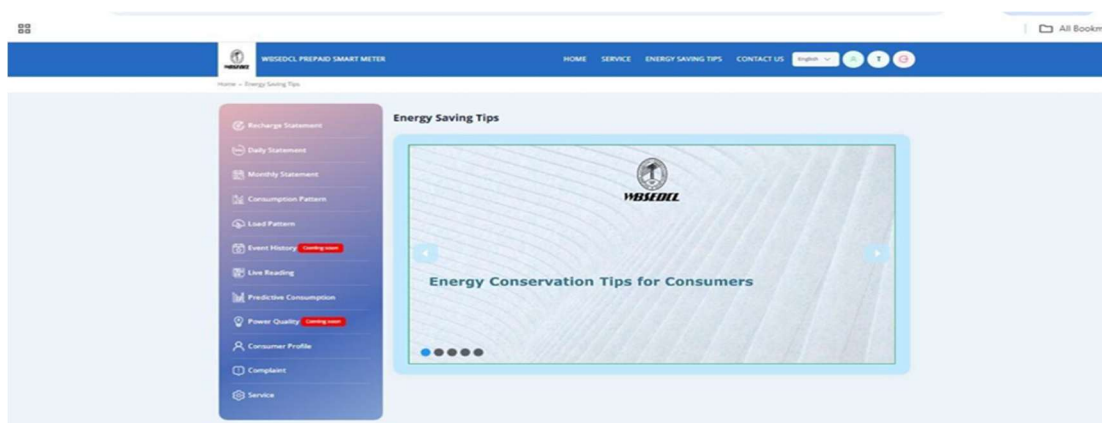 All Bookm
WBSEDCL
WBSEDCL PREPAID SMART METER
HOME
SERVICE
ENERGY SAVING TIPS
CONTACT US
English
T
Home – Energy Saving Tips
Recharge Statement
Daily Statement
Monthly Statement
Consumption Pattern
Load Pattern
Event History Coming soon
Live Reading
Predictive Consumption
Power Quality Coming soon
Consumer Profile
Complaint
Service
Energy Saving Tips
WBSEDCL
Energy Conservation Tips for Consumers